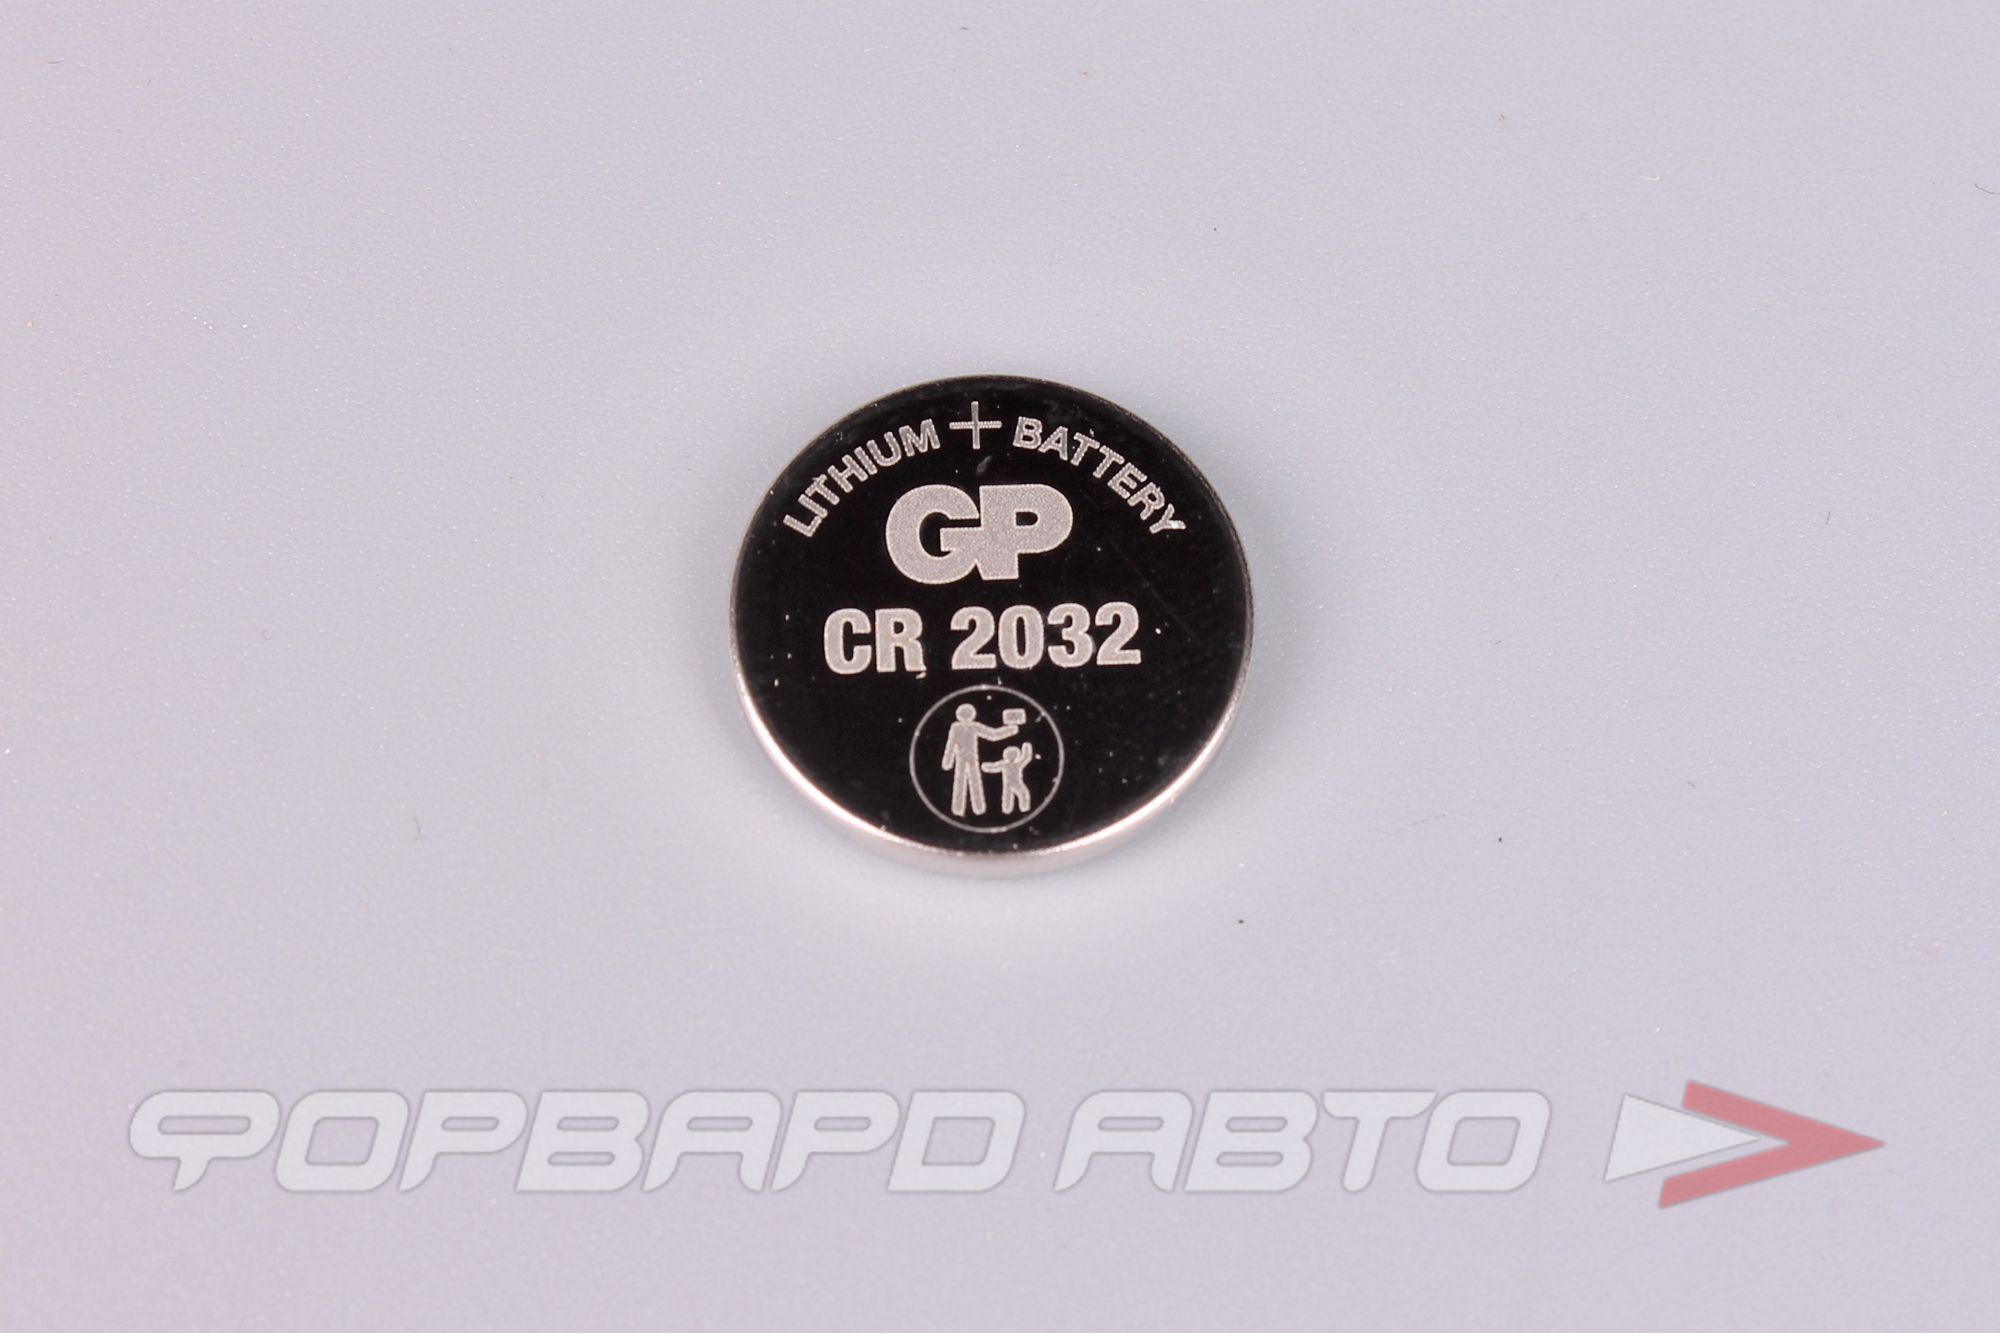 LITHIUM + BATTERY
GP
CR 2032
ФОРВАРД АВТО